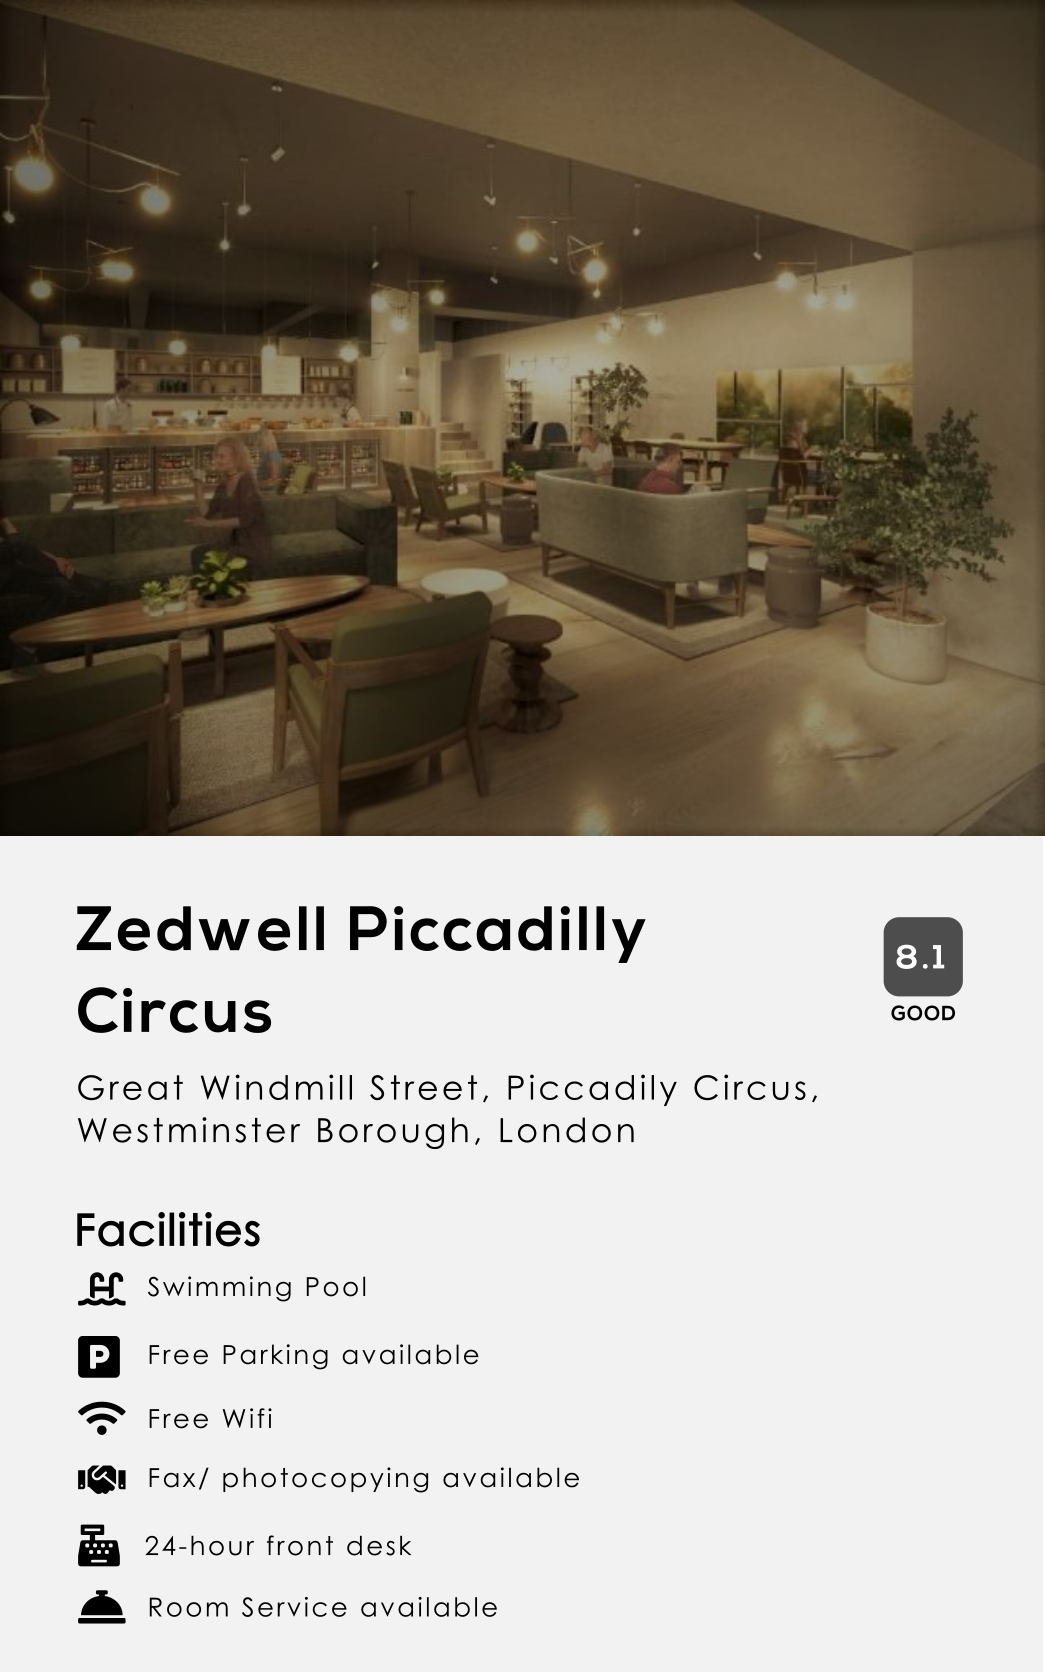 Zedwell Piccadilly
Circus
8.1
GOOD
Great Windmill Street, Piccadily Circus,
Westminster Borough, London
Facilities
Swimming Pool
P
Free Parking available
Free Wifi
Fax/ photocopying available
24-hour front desk
Room Service available